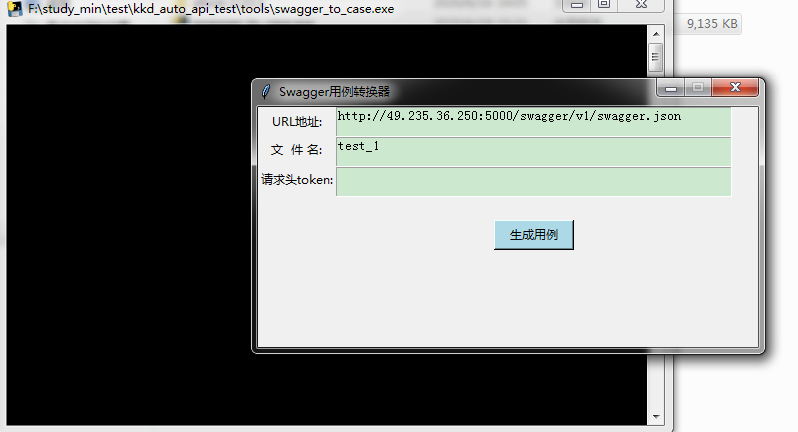 F:\study_min\test\kkd_auto_api_test\tools\swagger_to_case.exe
9,135 KB
Swagger用例转换器
URL地址: http://49.235.36.250:5000/swagger/v1/swagger.json
文 件 名: test_1
请求头token:
生成用例